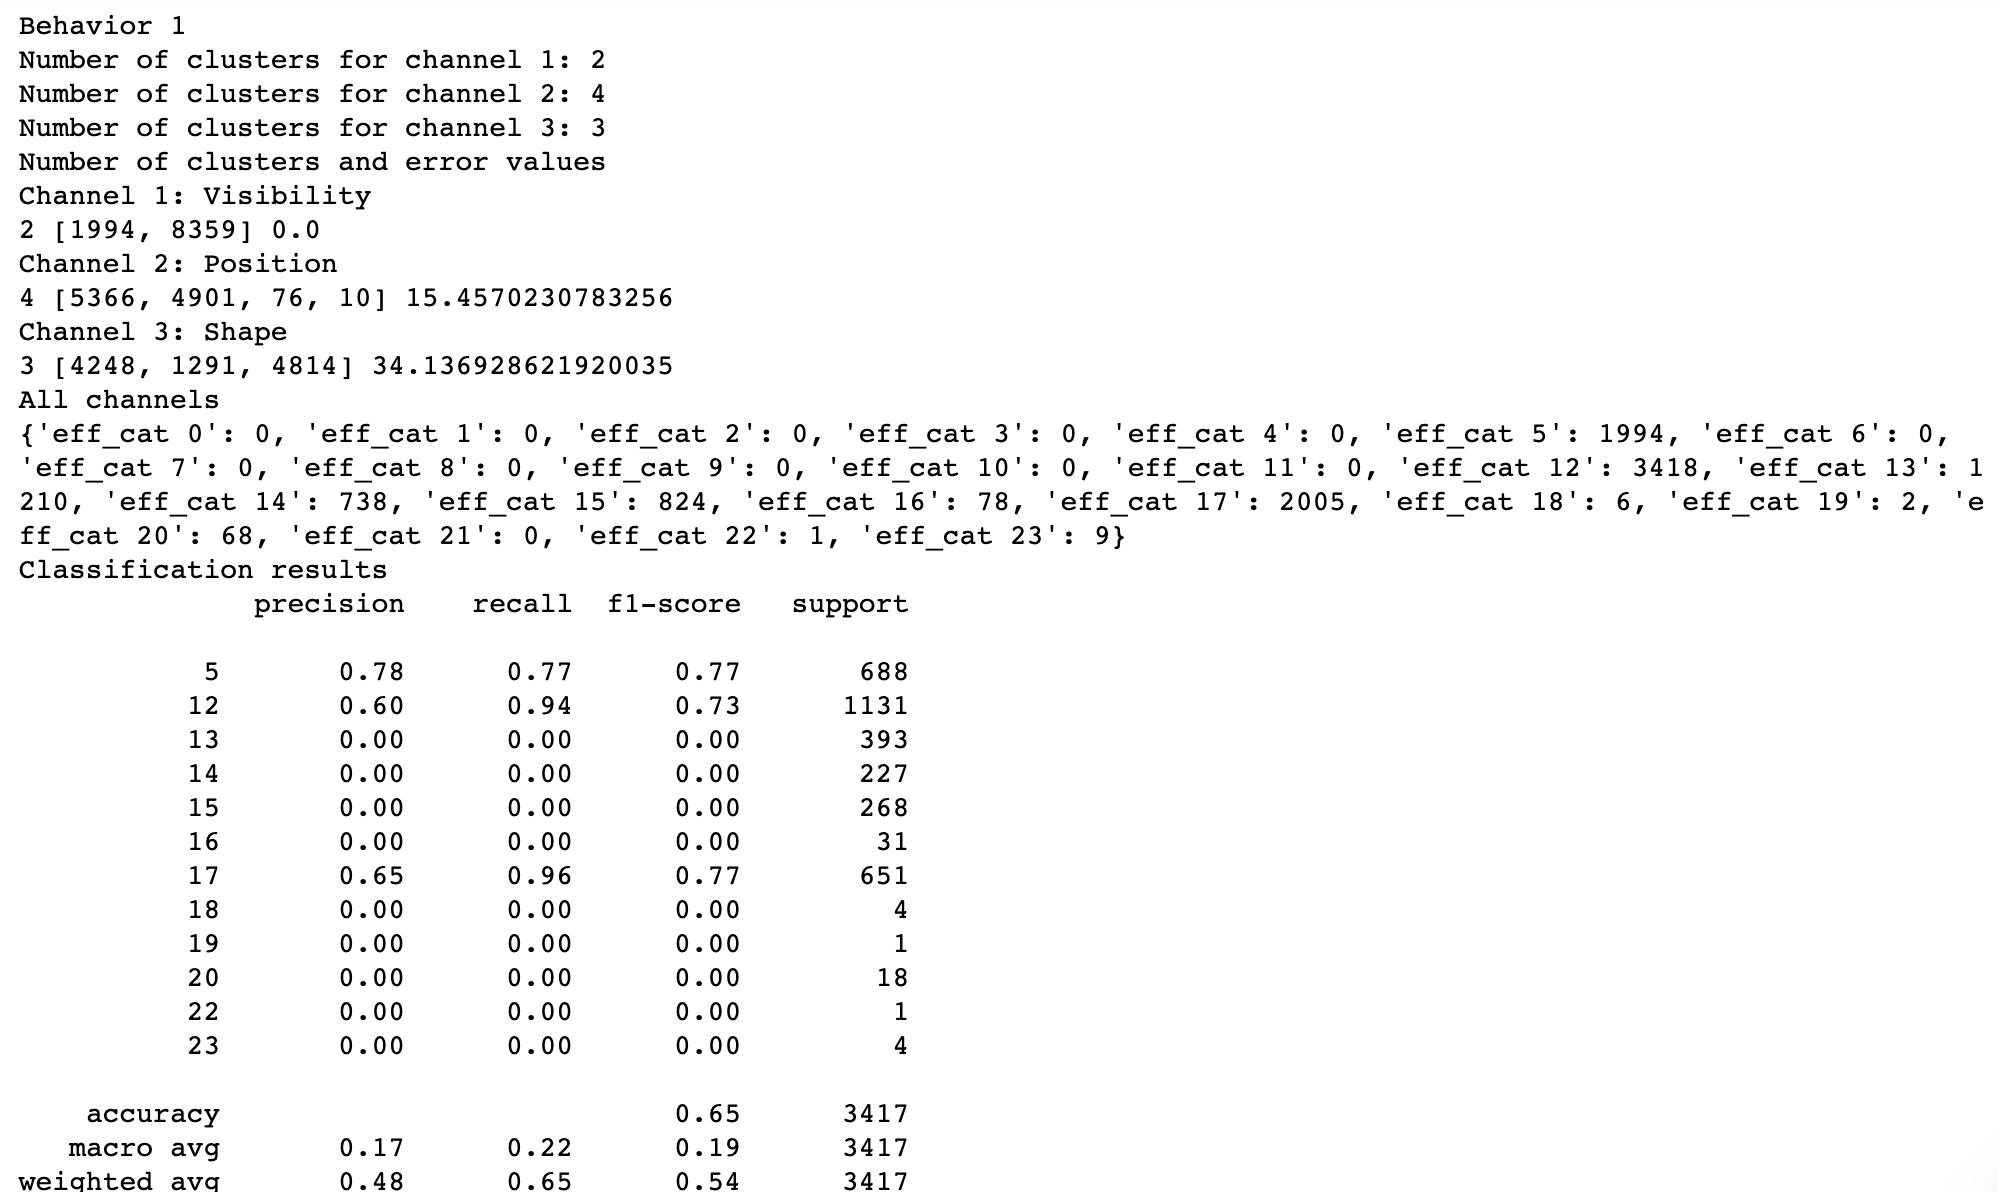 Behavior 1
Number of clusters for channel 1: 2
Number of clusters for channel 2: 4
Number of clusters for channel 3: 3
Number of clusters and error values
Channel 1: Visibility
2 [1994, 8359] 0.0
Channel 2: Position
4 [5366, 4901, 76, 10] 15.4570230783256
Channel 3: Shape
3 [4248, 1291, 4814] 34.136928621920035
All channels
{'eff_cat 0': 0, 'eff_cat 1': 0, 'eff_cat 2': 0, 'eff_cat 3': 0, 'eff_cat 4': 0, 'eff_cat 5': 1994, 'eff_cat 6': 0,
'eff_cat 7': 0, 'eff_cat 8': 0, 'eff_cat 9': 0, 'eff_cat 10': 0, 'eff_cat 11': 0, 'eff_cat 12': 3418, 'eff_cat 13': 1
210, 'eff_cat 14': 738, 'eff_cat 15': 824, 'eff_cat 16': 78, 'eff_cat 17': 2005, 'eff_cat 18': 6, 'eff_cat 19': 2, 'e
ff_cat 20': 68, 'eff_cat 21': 0, 'eff_cat 22': 1, 'eff_cat 23': 9}
Classification results
precision recall f1-score support
5 0.78 0.77 0.77 688
12 0.60 0.94 0.73 1131
13 0.00 0.00 0.00 393
14 0.00 0.00 0.00 227
15 0.00 0.00 0.00 268
16 0.00 0.00 0.00 31
17 0.65 0.96 0.77 651
18 0.00 0.00 0.00 4
19 0.00 0.00 0.00 1
20 0.00 0.00 0.00 18
22 0.00 0.00 0.00 1
23 0.00 0.00 0.00 4
accuracy 0.65 3417
macro avg 0.17 0.22 0.19 3417
weighted avg 0.48 0.65 0.54 3417